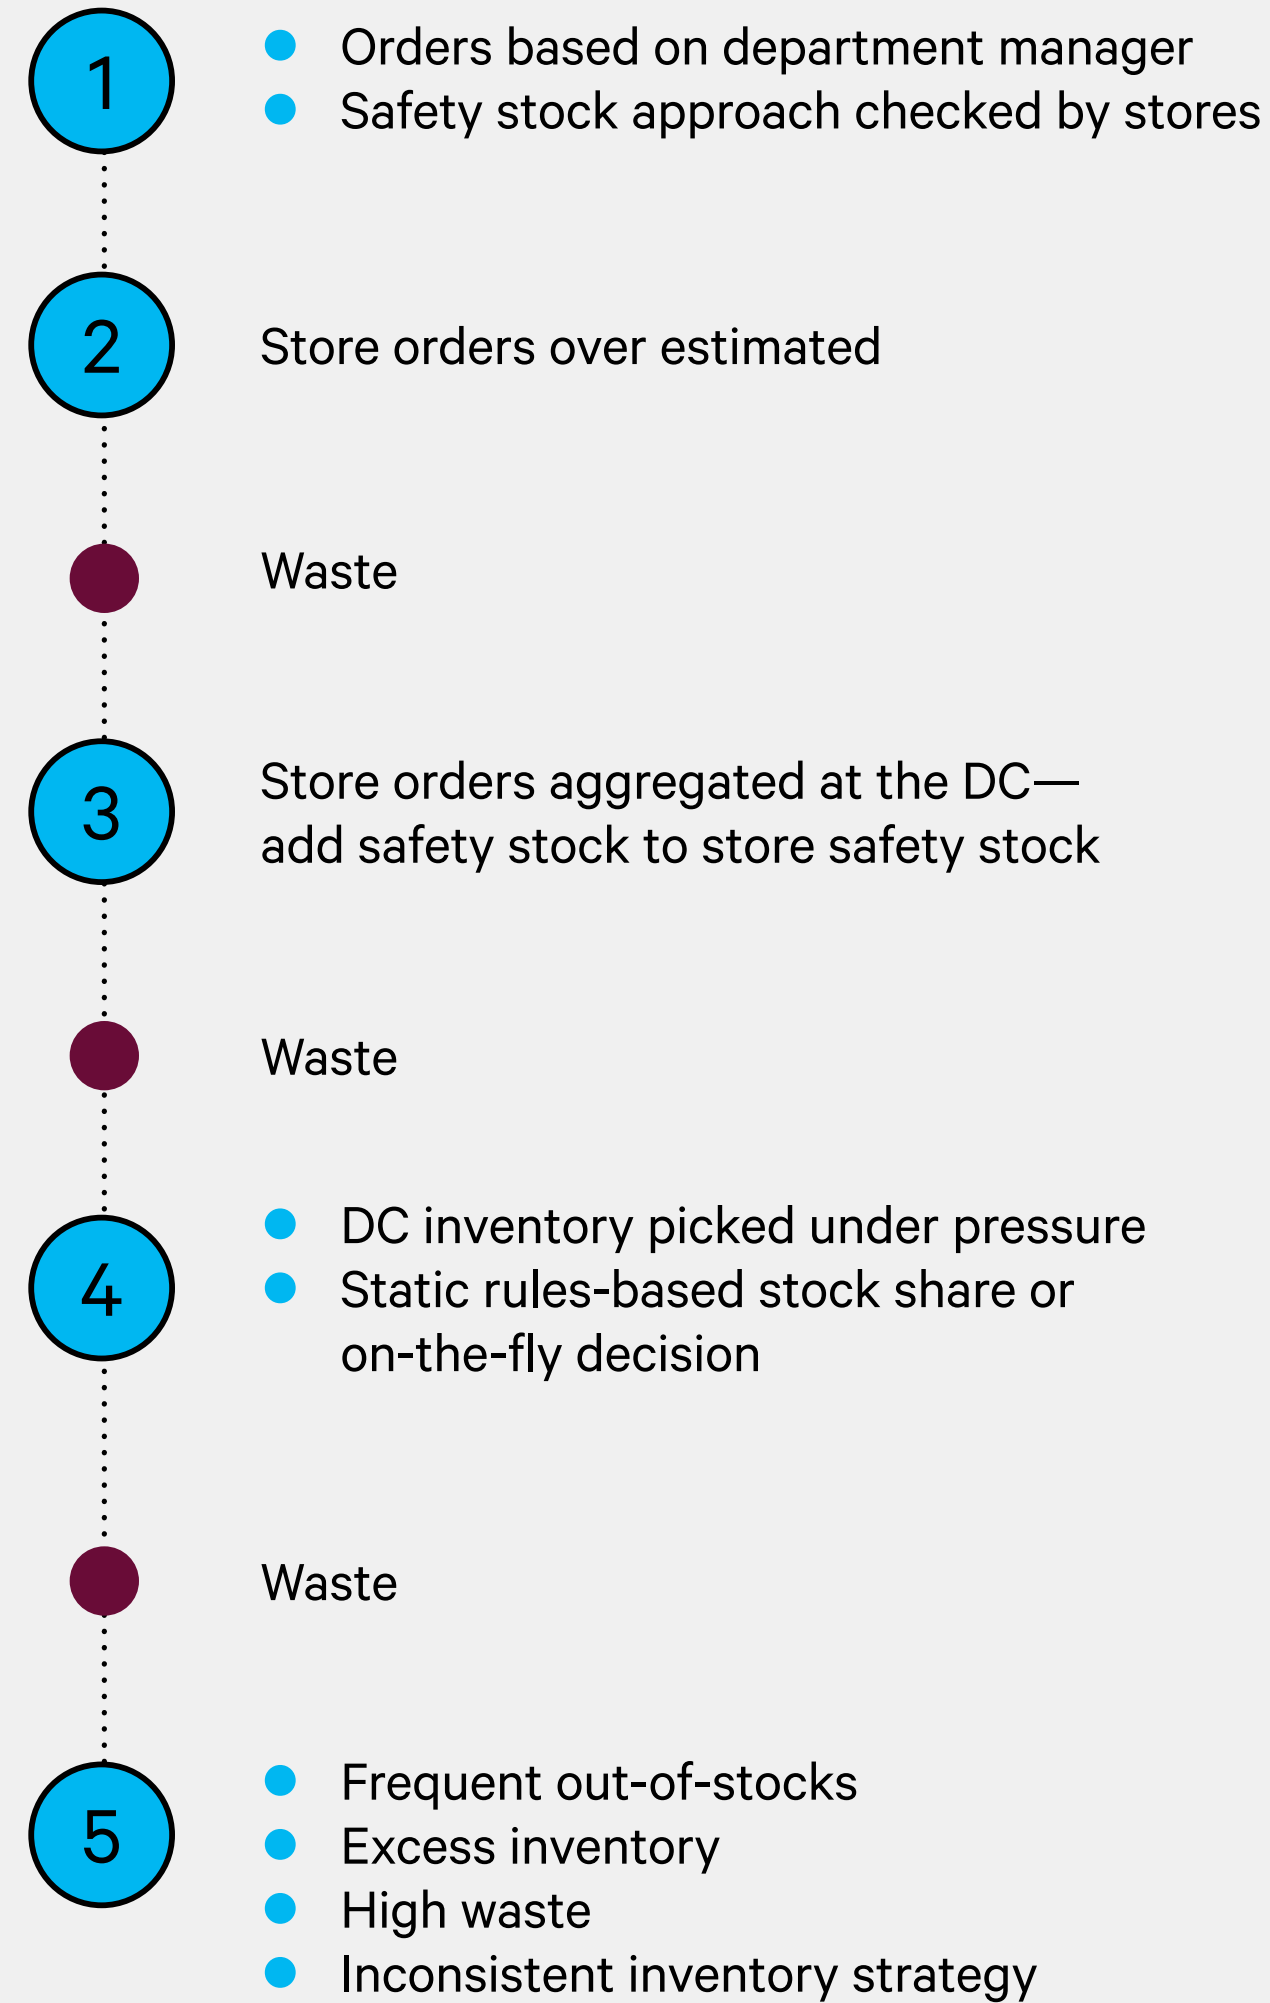 1
Orders based on department manager
Safety stock approach checked by stores
2
Store orders over estimated
Waste
3
Store orders aggregated at the DC—
add safety stock to store safety stock
Waste
4
DC inventory picked under pressure
Static rules-based stock share or
on-the-fly decision
Waste
5
Frequent out-of-stocks
Excess inventory
High waste
Inconsistent inventory strategy